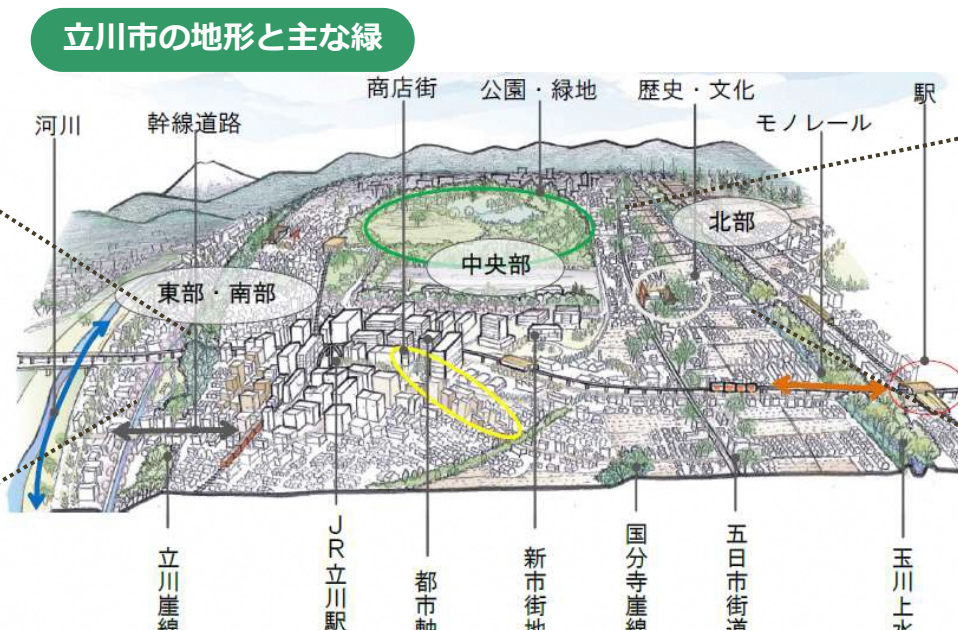 立川市の地形と主な緑
商店街
公園・緑地
歴史・文化
駅
河川
幹線道路
モノレール
北部
中央部
東部・南部
立川崖線
JR立川駅
都市軸
新市街地
国分寺崖線
五日市街道
玉川上水